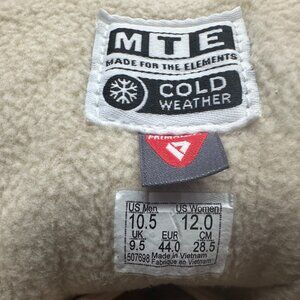 MTE
MADE FOR THE ELEMENTS
COLD
WEATHER
US Men US Women
10.5 12.0
UK EUR CM
9.5 44.0 28.5
507698 Made in Vietnam
Fabriqué en Vietnam